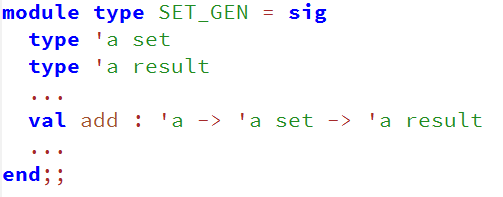 module type SET_GEN = sig
  type 'a set
  type 'a result
  ...
  val add : 'a -> 'a set -> 'a result
  ...
end;;